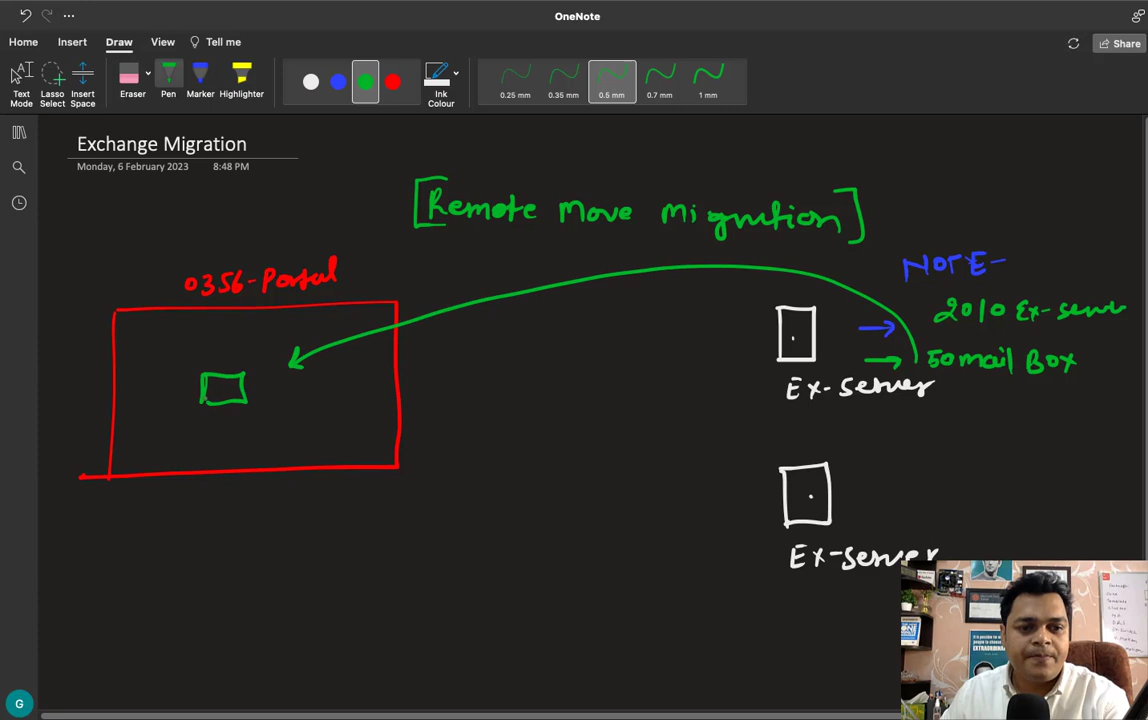 OneNote
Home Insert Draw View Tell me
Share
Text Mode
Lasso Select
Insert Space
Eraser
Pen
Marker
Highlighter
Ink Colour
0.25 mm
0.35 mm
0.5 mm
0.7 mm
1 mm
Exchange Migration
Monday, 6 February 2023 8:48 PM
[Remote Move Migration]
NOTE-
0356-Portal
2010 Ex-server
50 mail Box
Ex-Server
Ex-Server
G